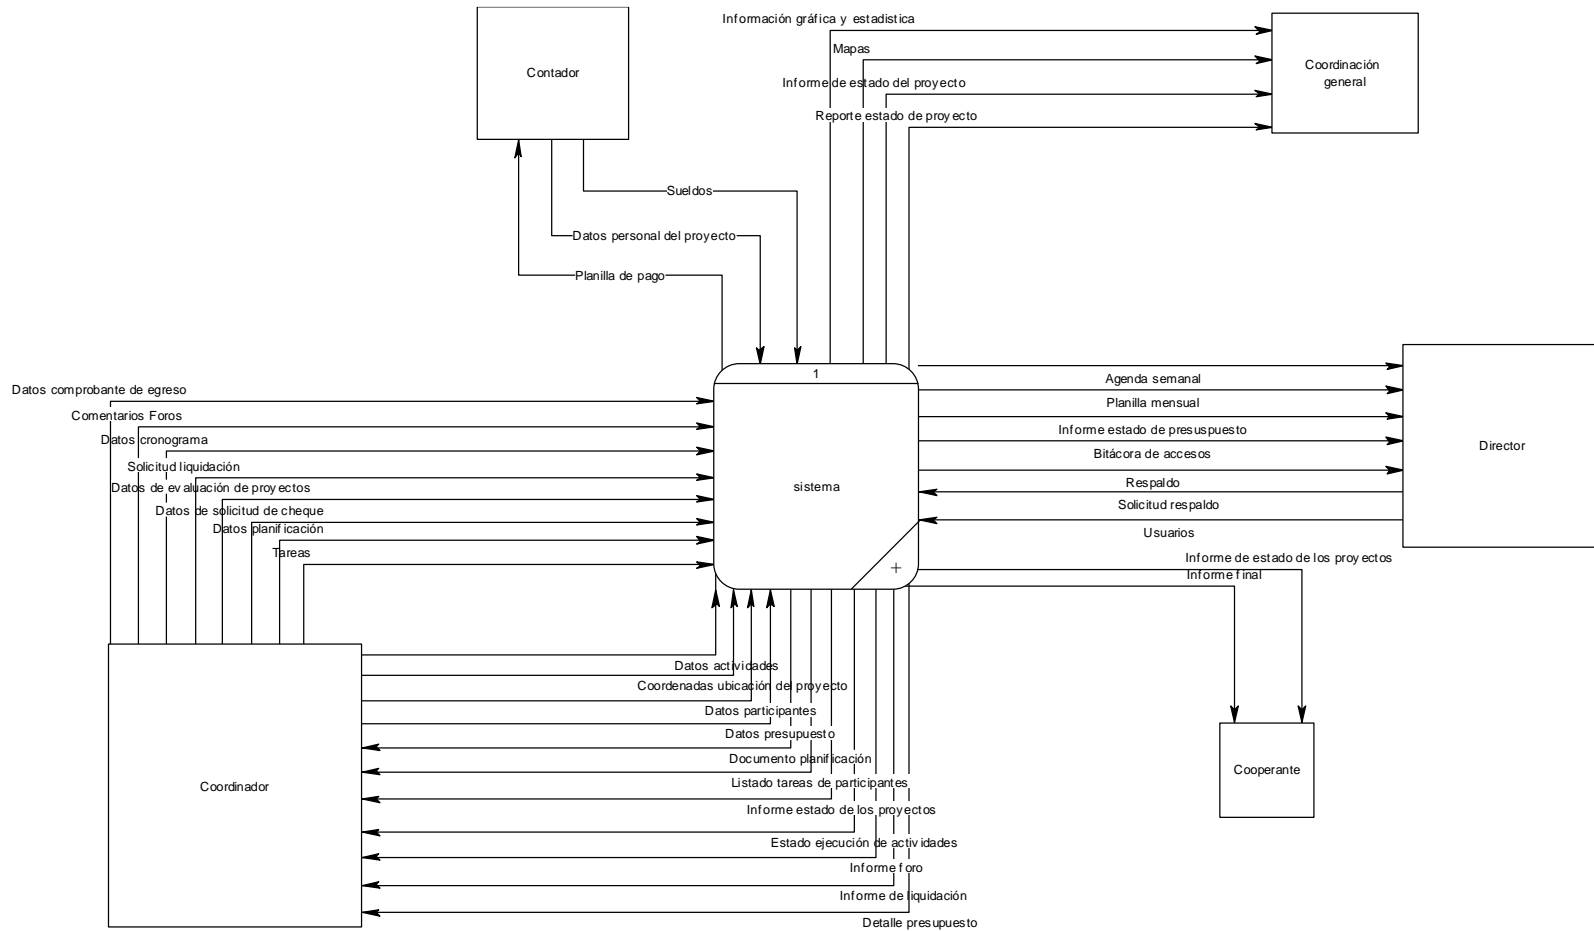 Información gráfica y estadistica
Mapas
Informe de estado del proyecto
Reporte estado de proyecto
Contador
Coordinación
general
Sueldos
Datos personal del proyecto
Planilla de pago
1
sistema
+
Datos comprobante de egreso
Comentarios Foros
Datos cronograma
Solicitud liquidación
Datos de evaluación de proyectos
Datos de solicitud de cheque
Datos planificación
Tareas
Agenda semanal
Planilla mensual
Informe estado de presuspuesto
Bitácora de accesos
Respaldo
Solicitud respaldo
Usuarios
Director
Informe de estado de los proyectos
Informe final
Cooperante
Coordinador
Datos actividades
Coordenadas ubicación del proyecto
Datos participantes
Datos presupuesto
Documento planificación
Listado tareas de participantes
Informe estado de los proyectos
Estado ejecución de actividades
Informe foro
Informe de liquidación
Detalle presupuesto